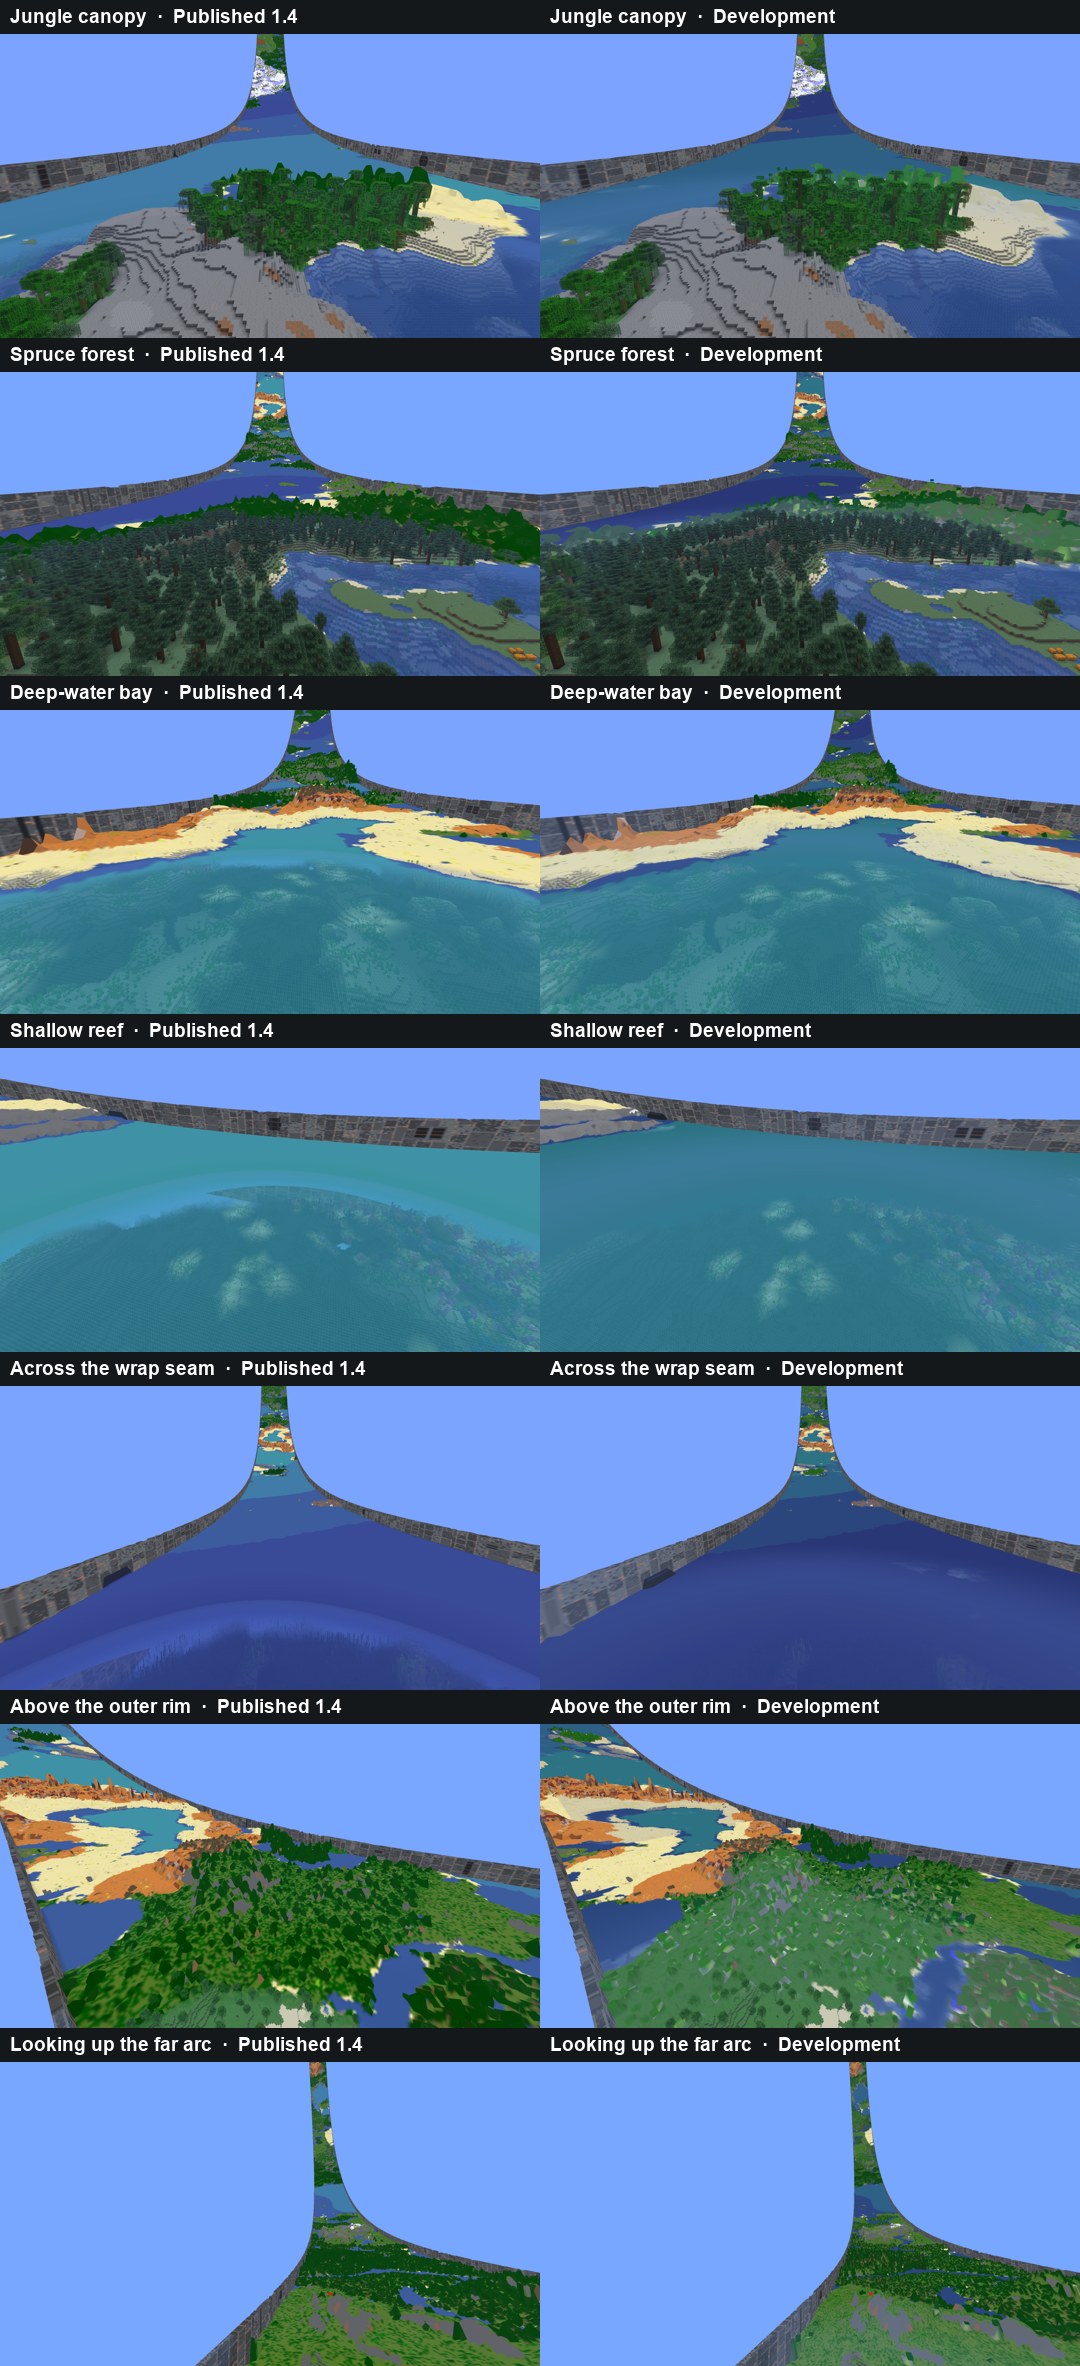 Jungle canopy · Published 1.4
Jungle canopy · Development
Spruce forest · Published 1.4
Spruce forest · Development
Deep-water bay · Published 1.4
Deep-water bay · Development
Shallow reef · Published 1.4
Shallow reef · Development
Across the wrap seam · Published 1.4
Across the wrap seam · Development
Above the outer rim · Published 1.4
Above the outer rim · Development
Looking up the far arc · Published 1.4
Looking up the far arc · Development